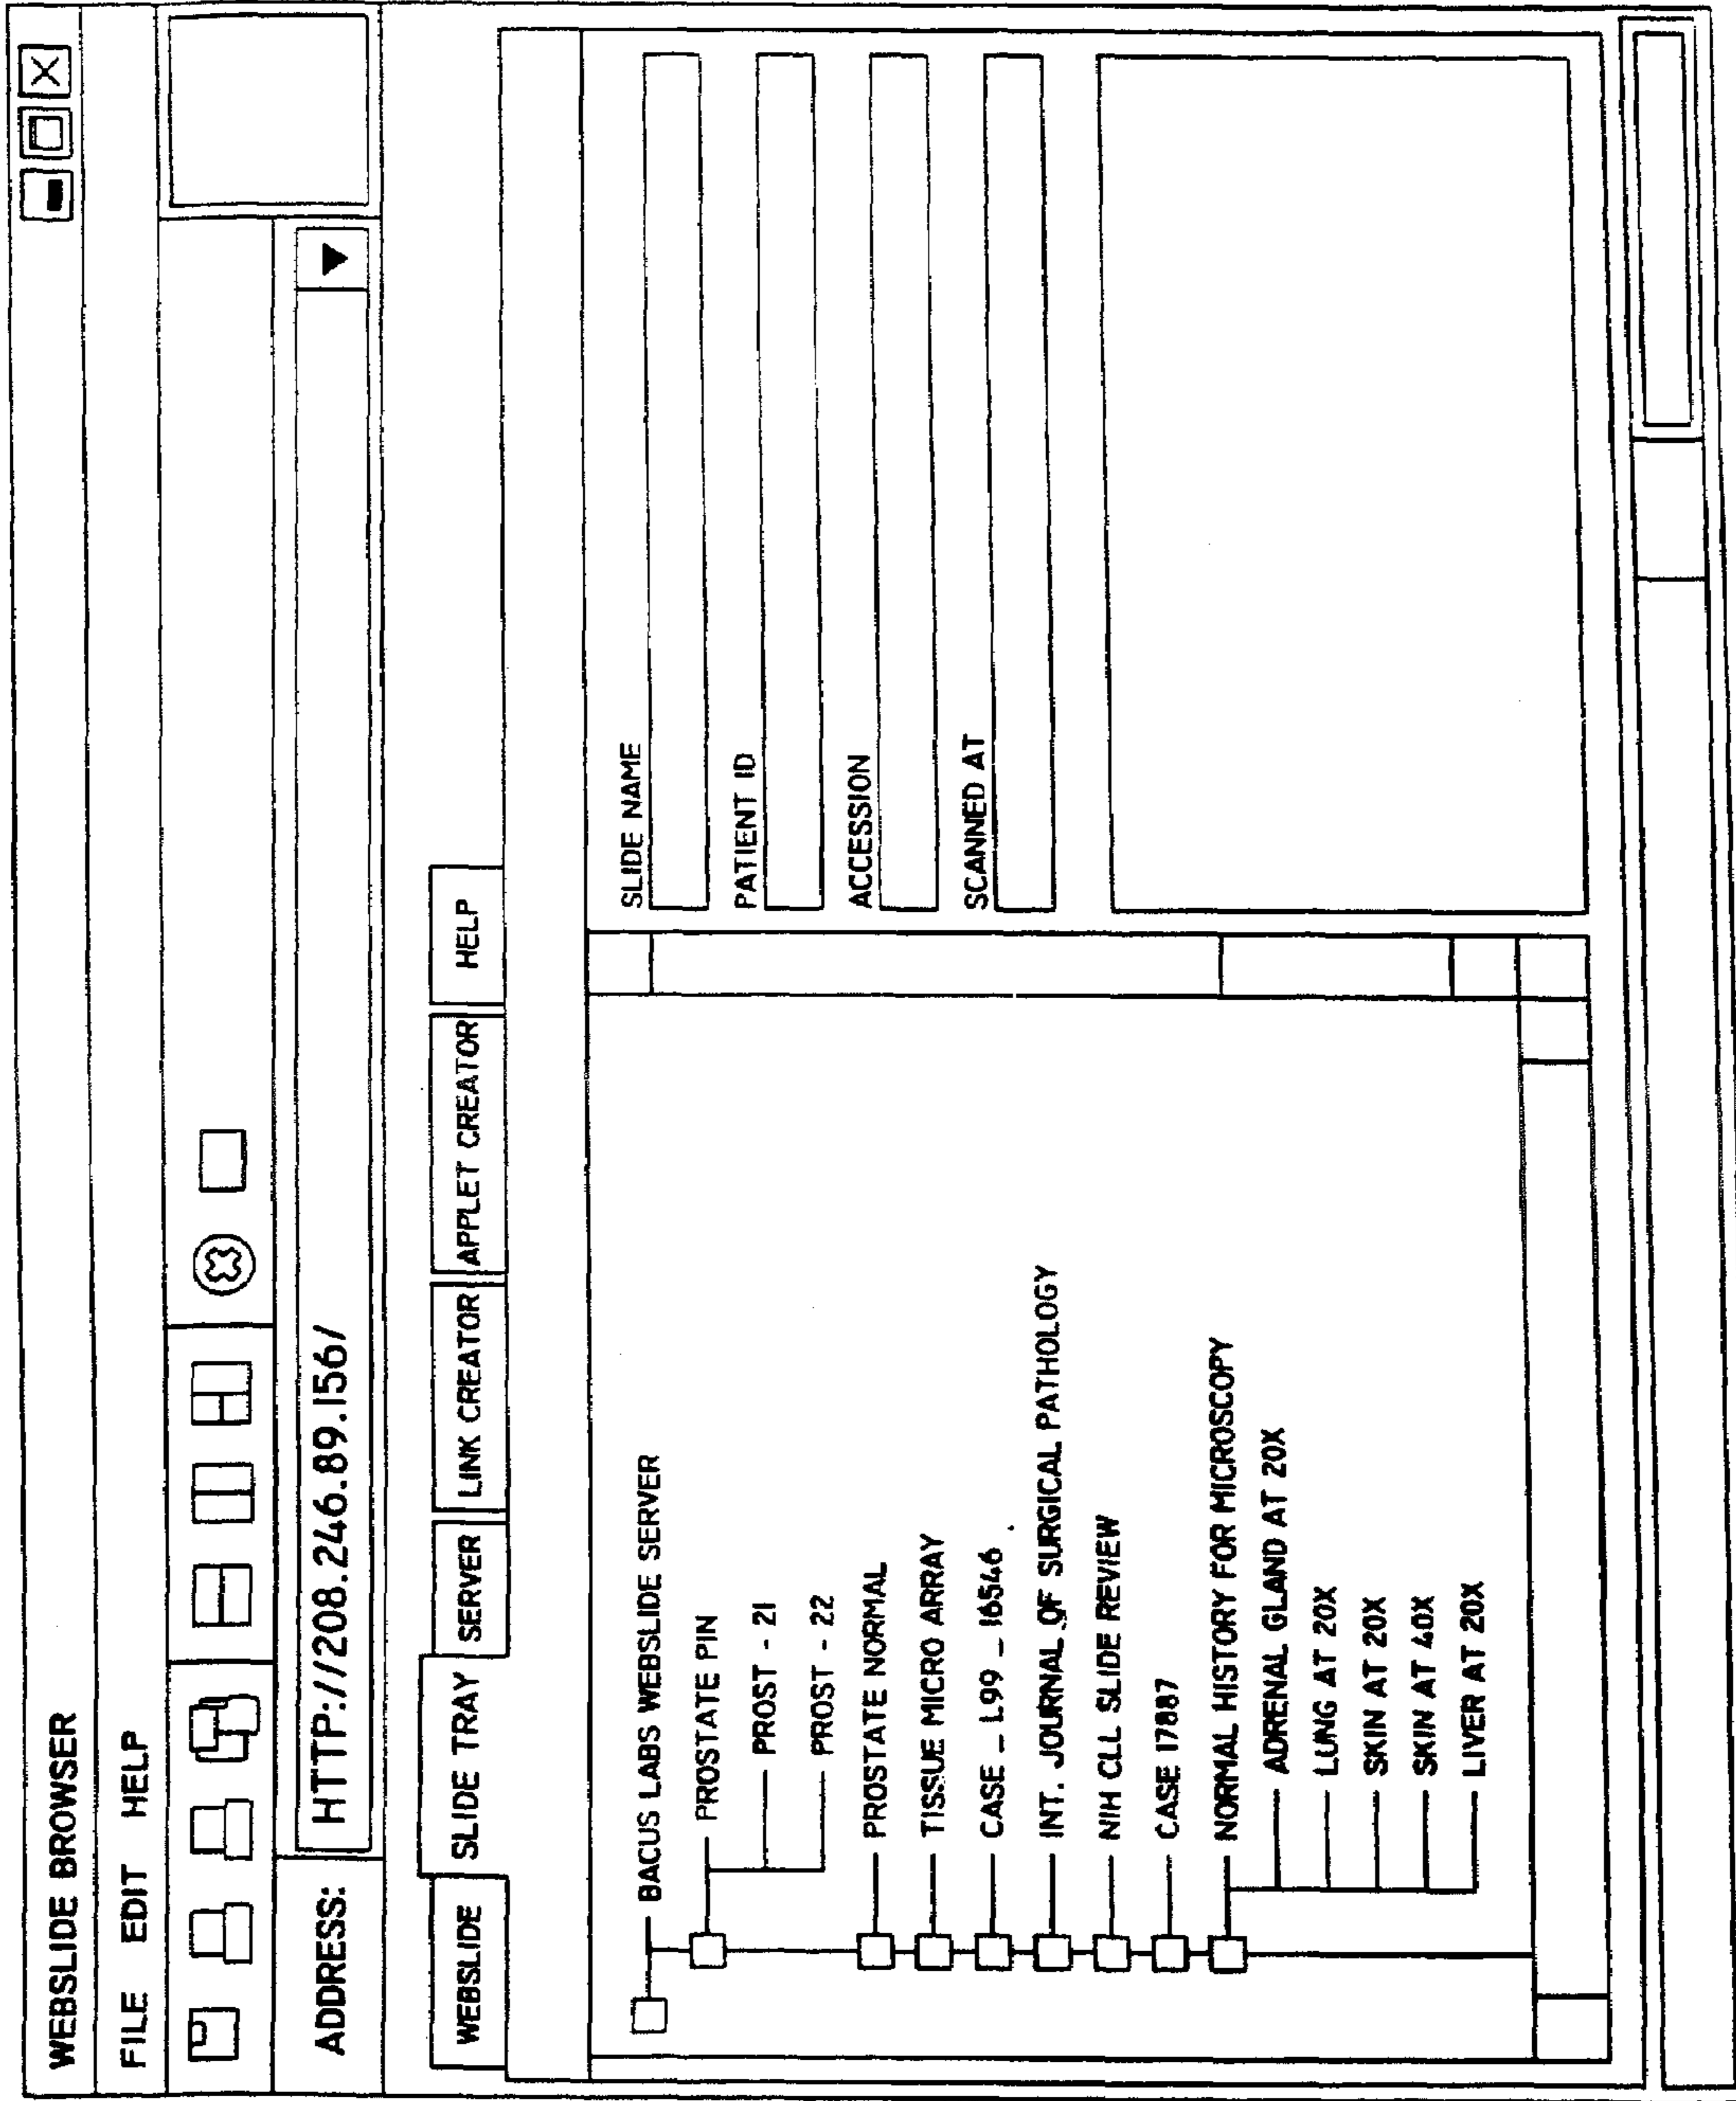 WEBSLIDE BROWSER
FILE EDIT HELP
ADDRESS: HTTP://208.246.89.156/
WEBSLIDE SLIDE TRAY SERVER LINK CREATOR APPLET CREATOR HELP
BACUS LABS WEBSLIDE SERVER
PROSTATE PIN
PROST - 21
PROST - 22
PROSTATE NORMAL
TISSUE MICRO ARRAY
CASE _ L99 _ 16546
INT. JOURNAL OF SURGICAL PATHOLOGY
NIH CLL SLIDE REVIEW
CASE 17887
NORMAL HISTORY FOR MICROSCOPY
ADRENAL GLAND AT 20X
LUNG AT 20X
SKIN AT 20X
SKIN AT 40X
LIVER AT 20X
SLIDE NAME
PATIENT ID
ACCESSION
SCANNED AT